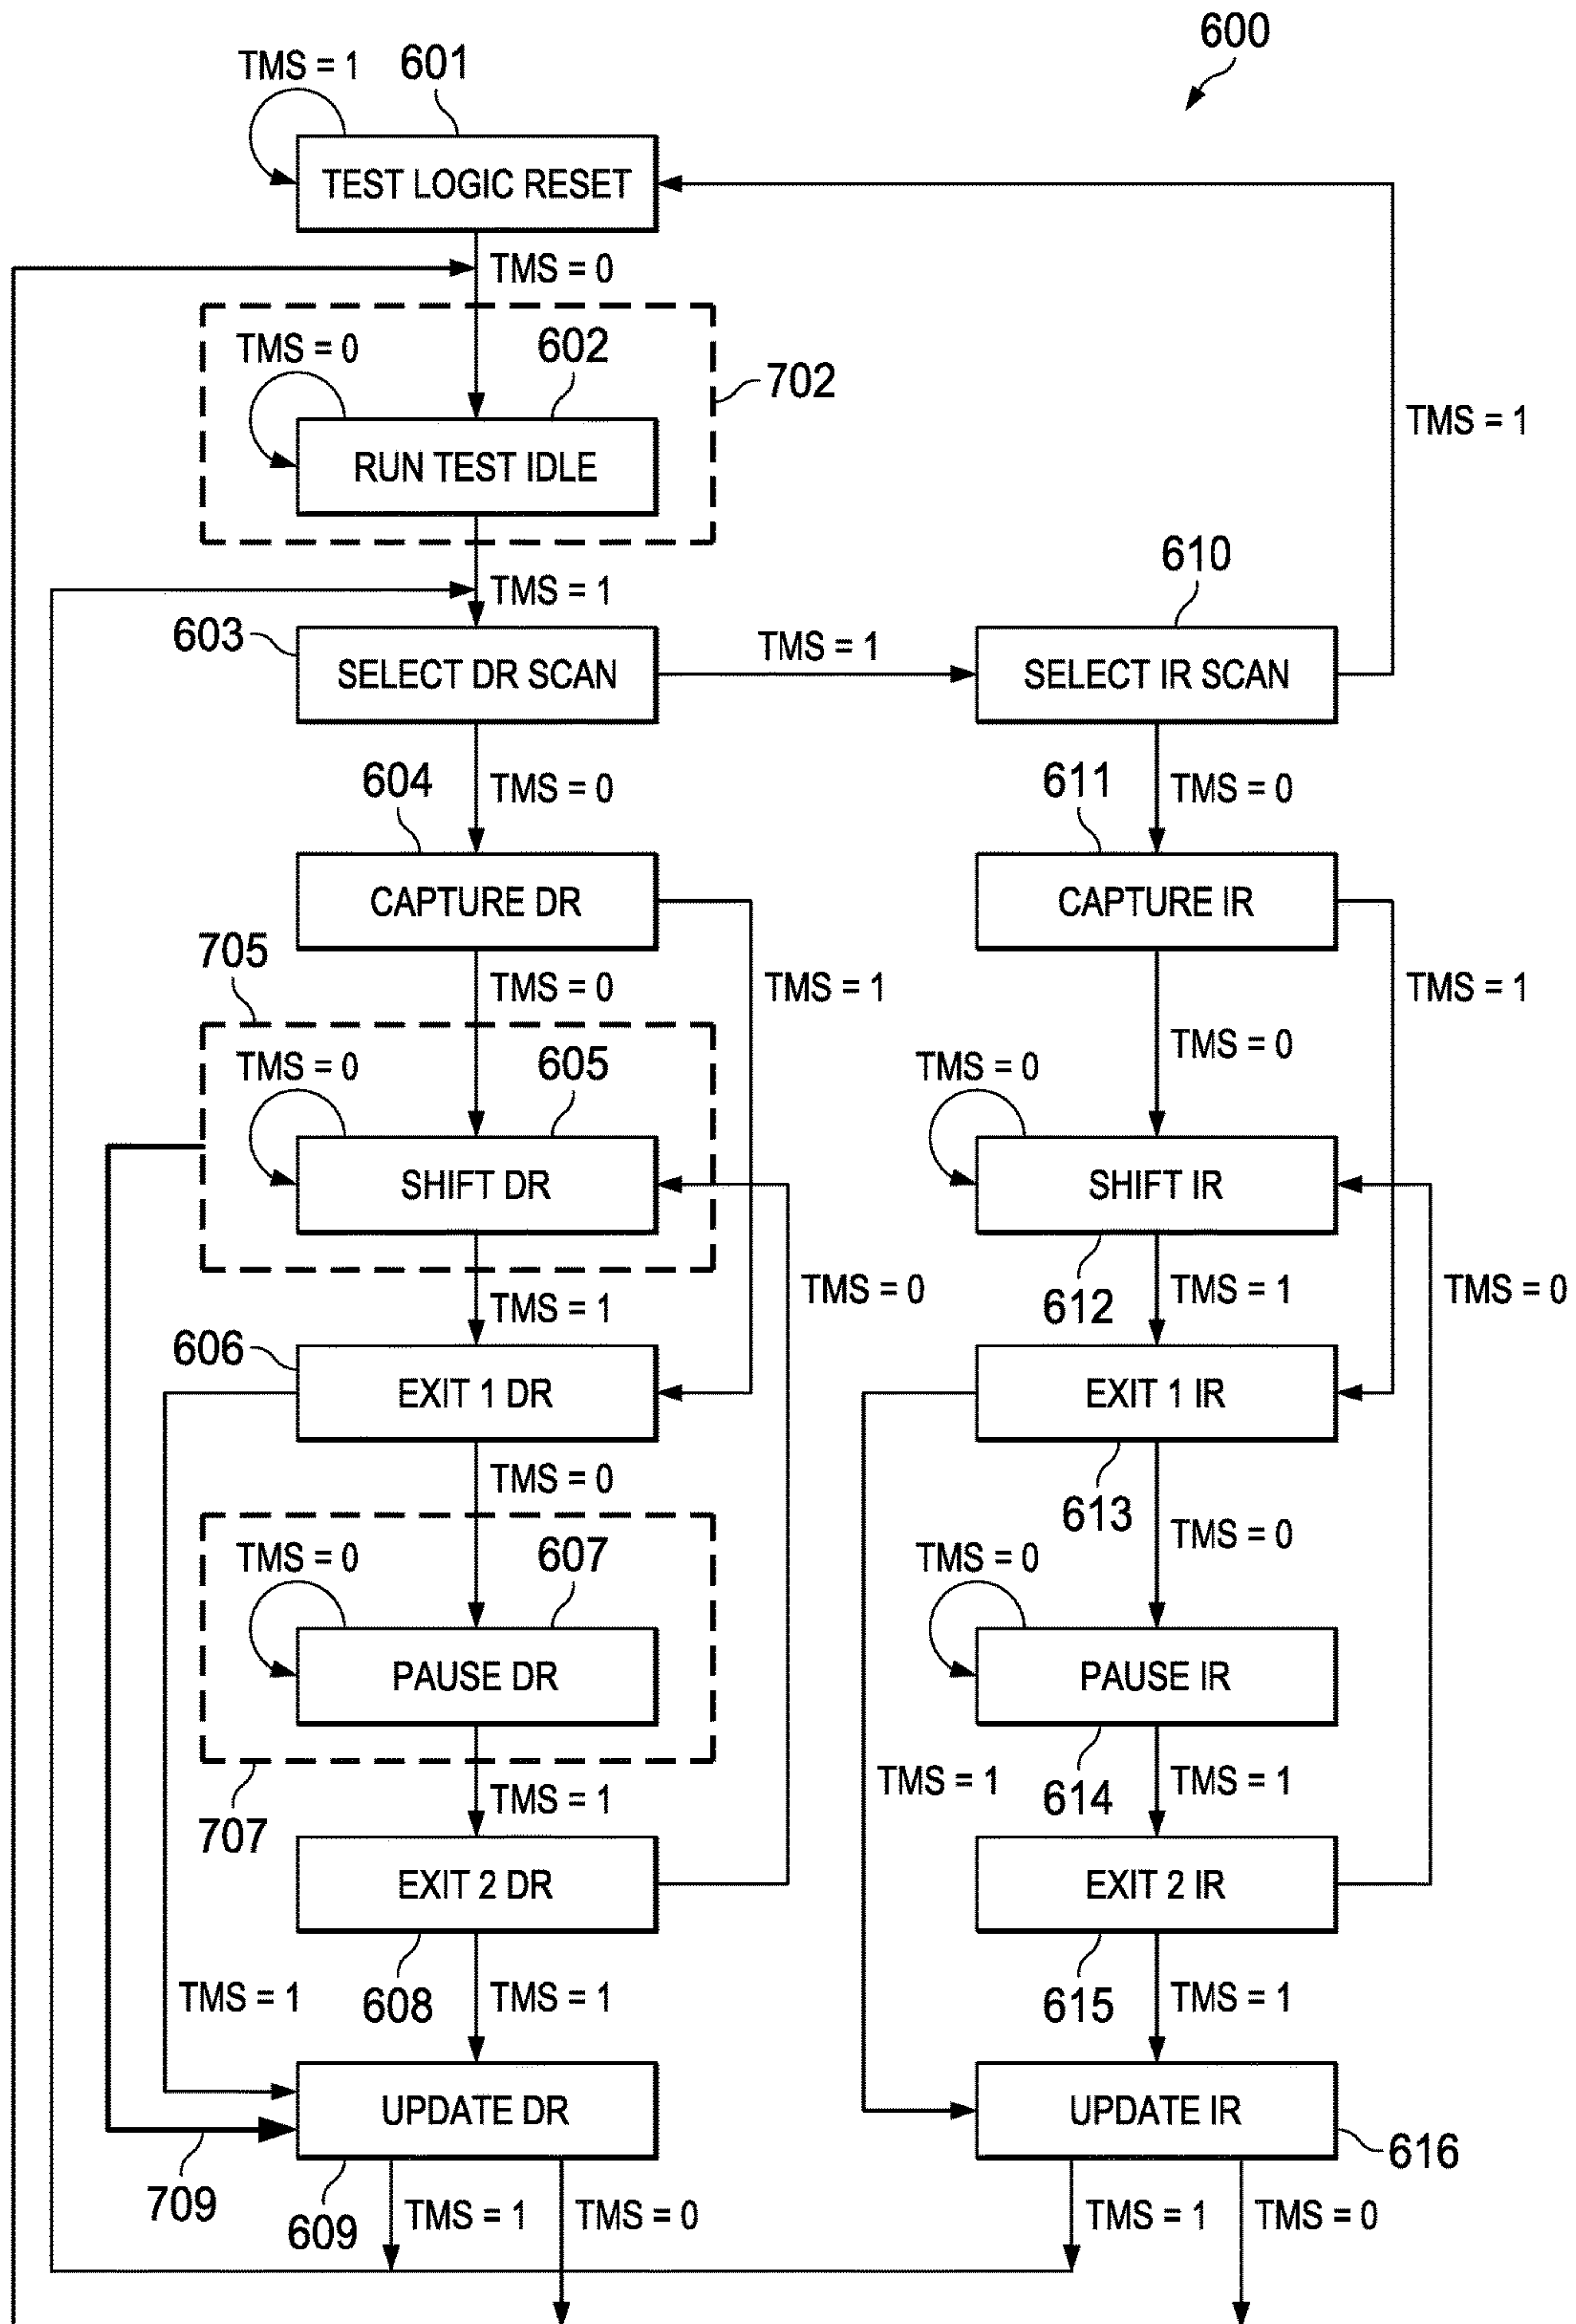 600
TMS = 1
601
TEST LOGIC RESET
TMS = 0
TMS = 0
602
702
TMS = 1
RUN TEST IDLE
610
TMS = 1
603
TMS = 1
SELECT DR SCAN
SELECT IR SCAN
604
TMS = 0
611
TMS = 0
CAPTURE DR
CAPTURE IR
705
TMS = 0
TMS = 1
TMS = 1
TMS = 0
605
TMS = 0
TMS = 0
SHIFT DR
SHIFT IR
TMS = 1
TMS = 0
612
TMS = 1
TMS = 0
606
EXIT 1 DR
EXIT 1 IR
TMS = 0
613
TMS = 0
TMS = 0
607
TMS = 0
PAUSE DR
PAUSE IR
707
TMS = 1
TMS = 1
614
TMS = 1
EXIT 2 DR
EXIT 2 IR
TMS = 1
608
TMS = 1
615
TMS = 1
UPDATE DR
UPDATE IR
616
709
609
TMS = 1
TMS = 0
TMS = 1
TMS = 0